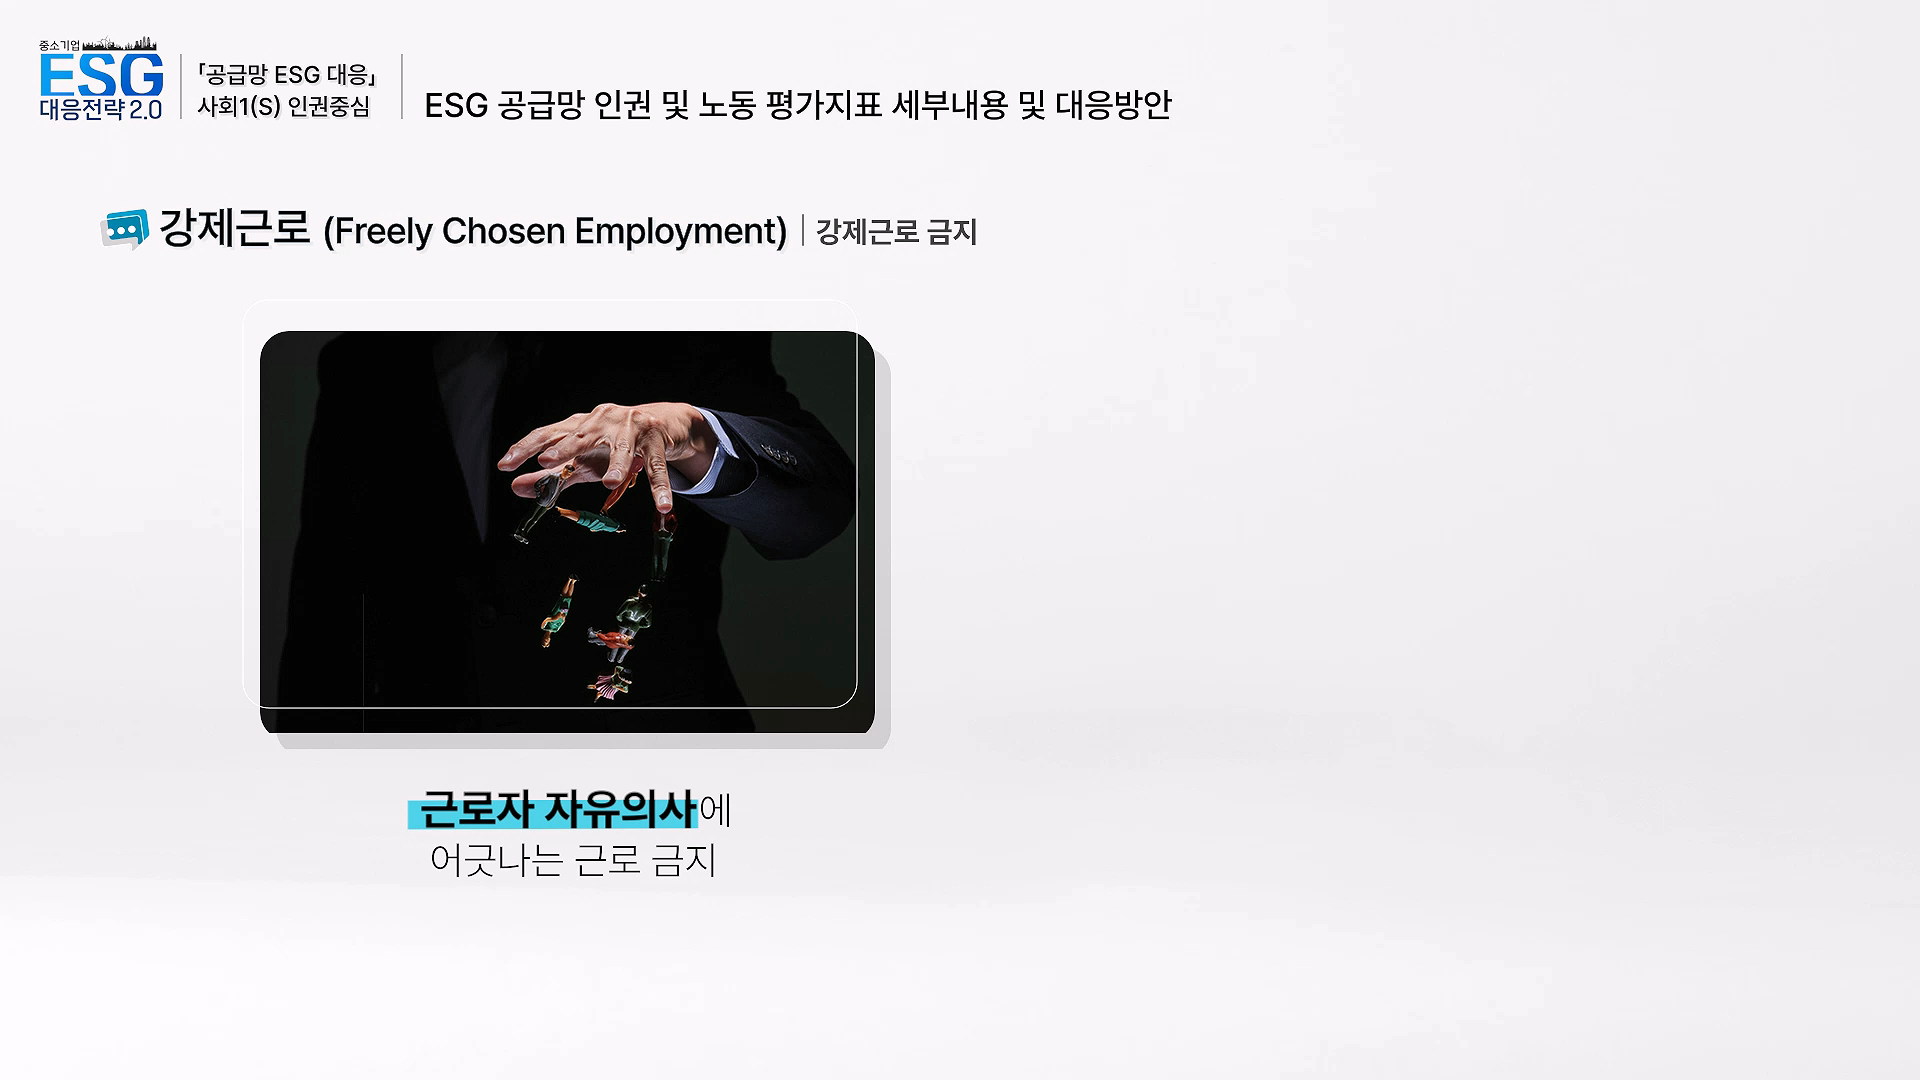 중소기업
ESG
대응전략 2.0
「공급망 ESG 대응」
사회1(S) 인권중심
ESG 공급망 인권 및 노동 평가지표 세부내용 및 대응방안
강제근로 (Freely Chosen Employment) | 강제근로 금지
근로자 자유의사에
어긋나는 근로 금지